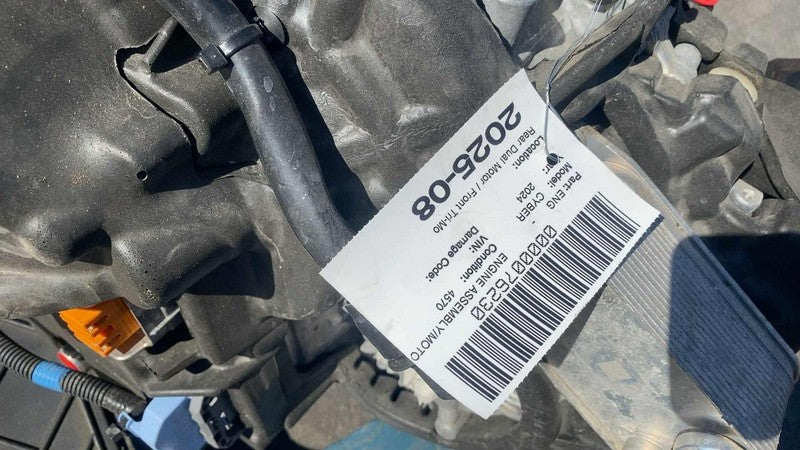 0000076230
Part: ENG - ENGINE ASSEMBLY/MOTO
Model: CYBER Condition: 4570
2024 VIN:
Location: Damage Code:
Rear Dual Motor / Front Tri-Mo
2025-08